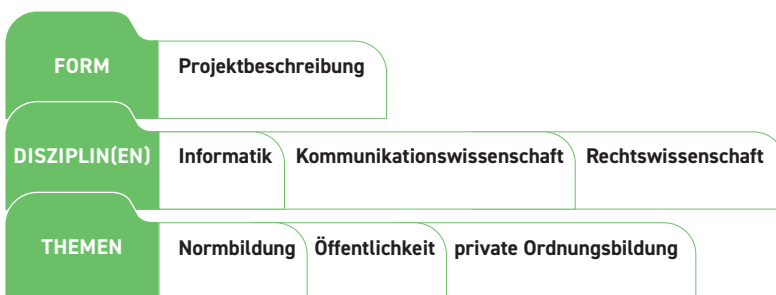 FORM Projektbeschreibung
DISZIPLIN(EN) Informatik Kommunikationswissenschaft Rechtswissenschaft
THEMEN Normbildung Öffentlichkeit private Ordnungsbildung